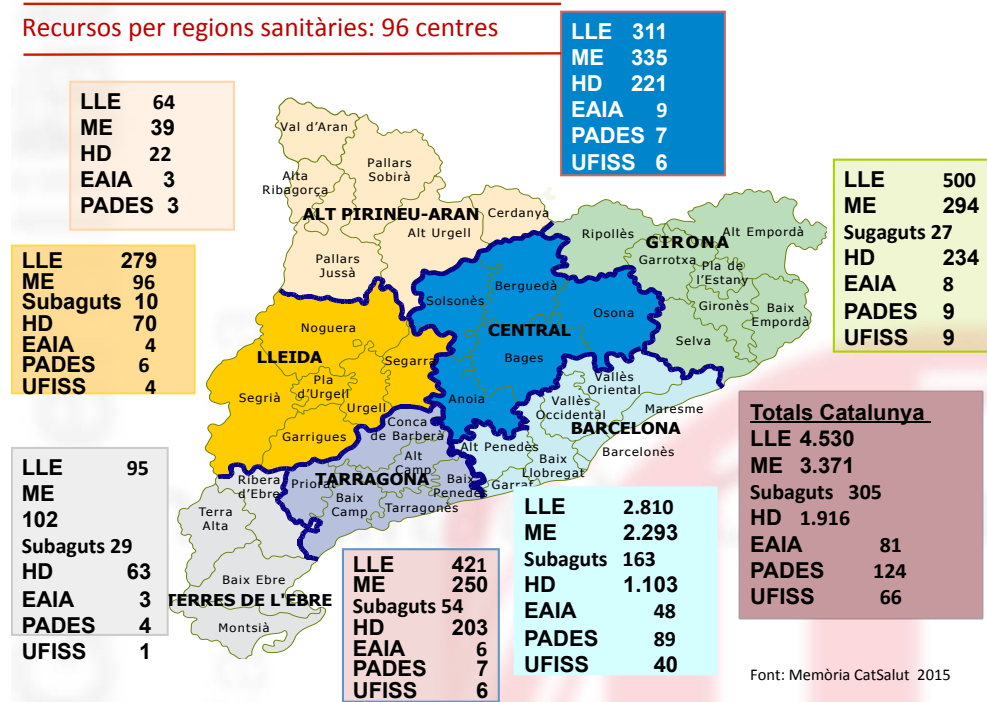 Recursos per regions sanitàries: 96 centres
LLE 311
ME 335
HD 221
EAIA 9
PADES 7
UFISS 6
LLE 64
ME 39
HD 22
EAIA 3
PADES 3
LLE 500
ME 294
Sugaguts 27
HD 234
EAIA 8
PADES 9
UFISS 9
LLE 279
ME 96
Subaguts 10
HD 70
EAIA 4
PADES 6
UFISS 4
Val d'Aran
Pallars
Sobirà
Alta
Ribagorça
ALT PIRINEU-ARAN
Cerdanya
Alt Urgell
Pallars
Jussà
Ripollès
GIRONA
Alt Empordà
Garrotxa
Pla de
l'Estany
Gironès
Baix
Empordà
Selva
Berguedà
Solsonès
Osona
CENTRAL
Bages
Anoia
Noguera
LLEIDA
Segarra
Pla
d'Urgell
Segrià
Urgell
Garrigues
Vallès
Oriental
Vallès
Occidental
Maresme
BARCELONA
Barcelonès
Alt Penedès
Baix
Llobregat
Garraf
Conca
de Barberà
Alt
Camp
Priorat
TARRAGONA
Baix
Camp
Baix
Penedès
Tarragonès
Ribera
d'Ebre
Terra
Alta
Baix Ebre
TERRES DE L'EBRE
Montsià
Totals Catalunya
LLE 4.530
ME 3.371
Subaguts 305
HD 1.916
EAIA 81
PADES 124
UFISS 66
LLE 95
ME
102
Subaguts 29
HD 63
EAIA 3
PADES 4
UFISS 1
LLE 421
ME 250
Subaguts 54
HD 203
EAIA 6
PADES 7
UFISS 6
LLE 2.810
ME 2.293
Subaguts 163
HD 1.103
EAIA 48
PADES 89
UFISS 40
Font: Memòria CatSalut 2015